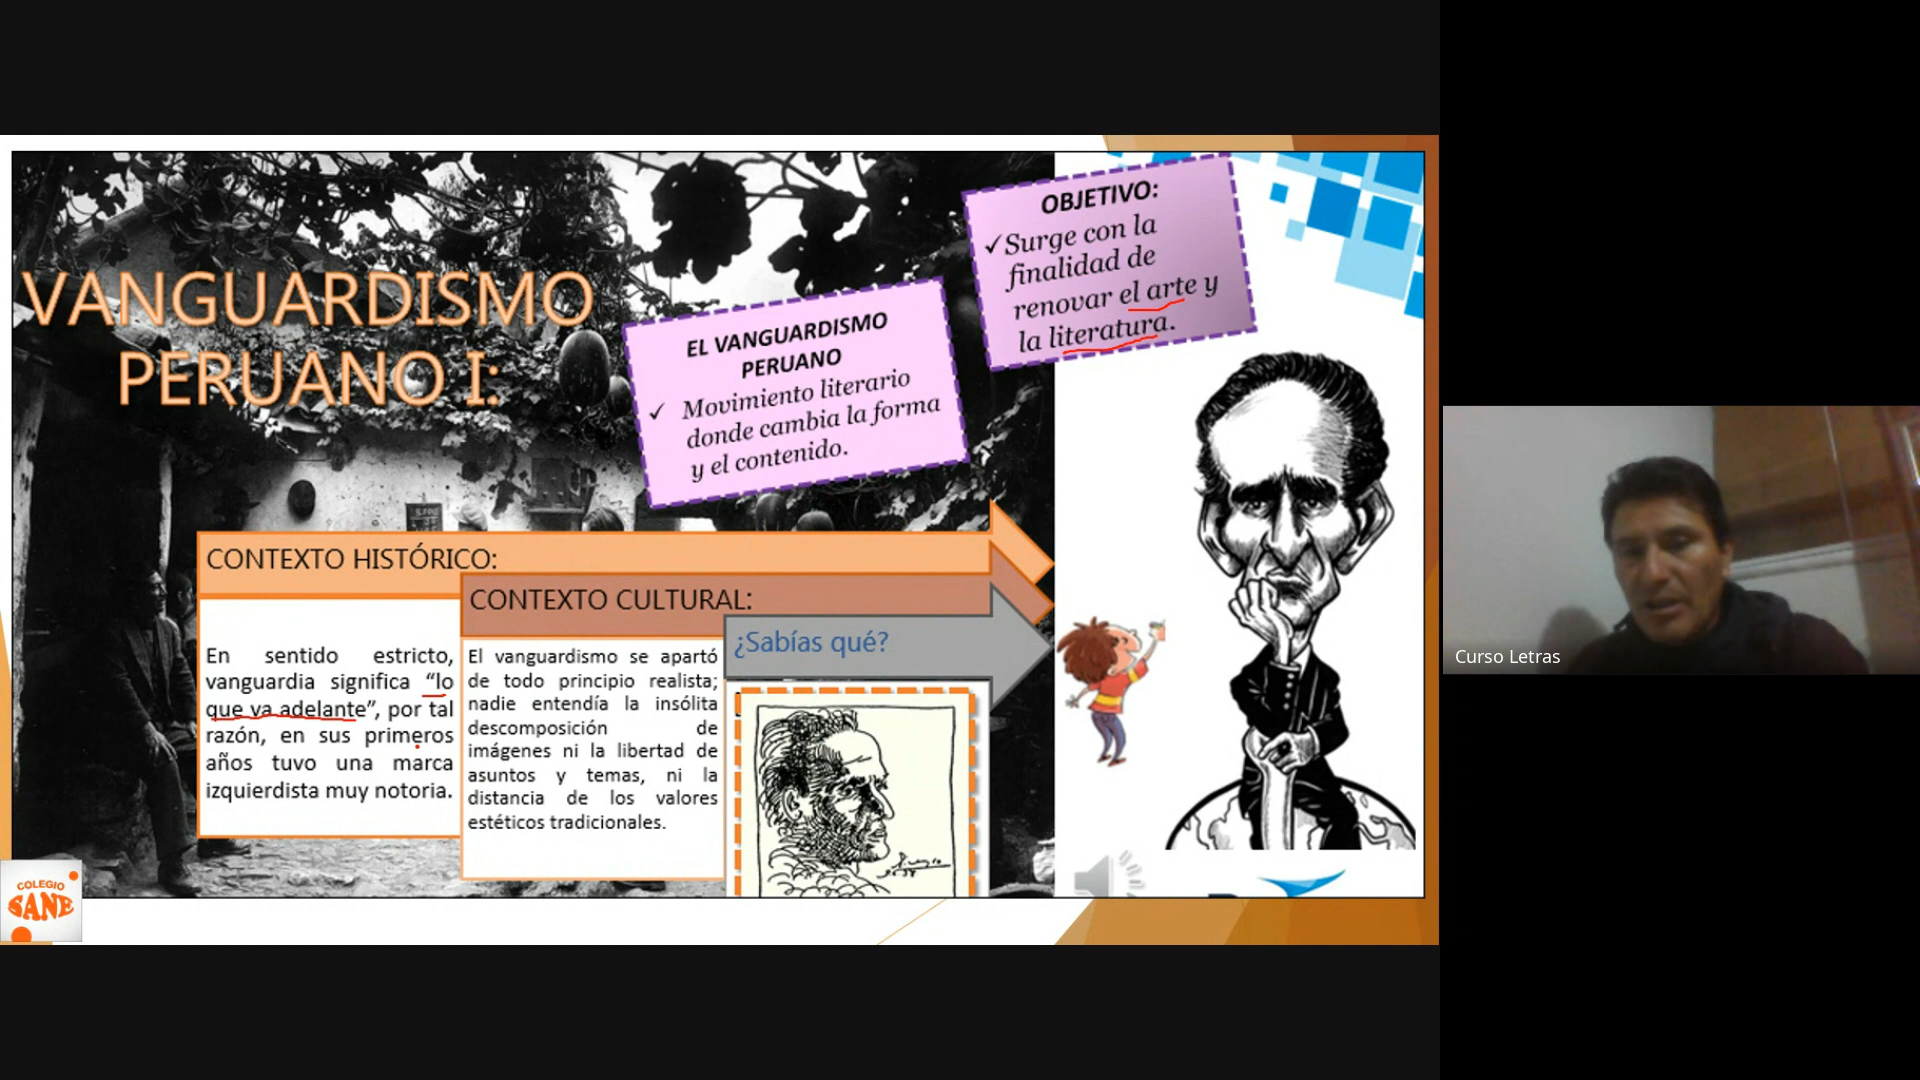 VANGUARDISMO
PERUANO I:
EL VANGUARDISMO
PERUANO
✓ Movimiento literario
donde cambia la forma
y el contenido.
OBJETIVO:
✓Surge con la
finalidad de
renovar el arte y
la literatura.
CONTEXTO HISTÓRICO:
En sentido estricto,
vanguardia significa “lo
que va adelante”, por tal
razón, en sus primeros
años tuvo una marca
izquierdista muy notoria.
CONTEXTO CULTURAL:
El vanguardismo se apartó
de todo principio realista;
nadie entendía la insólita
descomposición de
imágenes ni la libertad de
asuntos y temas, ni la
distancia de los valores
estéticos tradicionales.
¿Sabías qué?
COLEGIO
SANE
Curso Letras